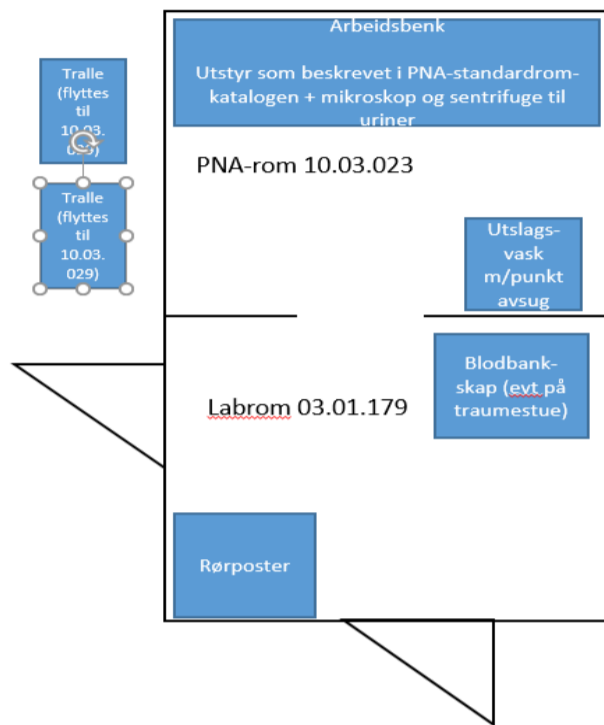 Arbeidsbenk
Utstyr som beskrevet i PNA-standardrom-
katalogen + mikroskop og sentrifuge til
uriner
Tralle
(flyttes
til
10.03.
Tralle
(flyttes
til
10.03.
029)
PNA-rom 10.03.023
Utslags-
vask
m/punkt
avsug
Blodbank-
skap (evt på
traumestue)
Labrom 03.01.179
Rørposter